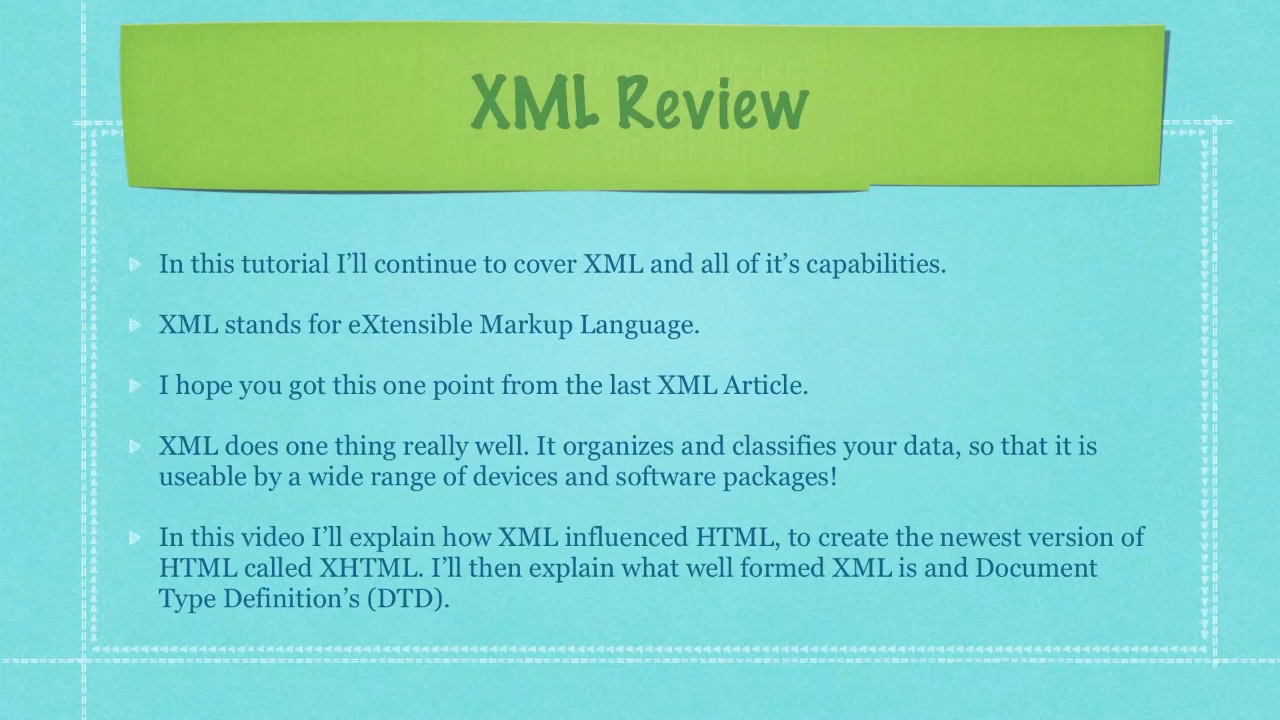 XML Review
In this tutorial I’ll continue to cover XML and all of it’s capabilities.
XML stands for eXtensible Markup Language.
I hope you got this one point from the last XML Article.
XML does one thing really well. It organizes and classifies your data, so that it is
useable by a wide range of devices and software packages!
In this video I’ll explain how XML influenced HTML, to create the newest version of
HTML called XHTML. I’ll then explain what well formed XML is and Document
Type Definition’s (DTD).